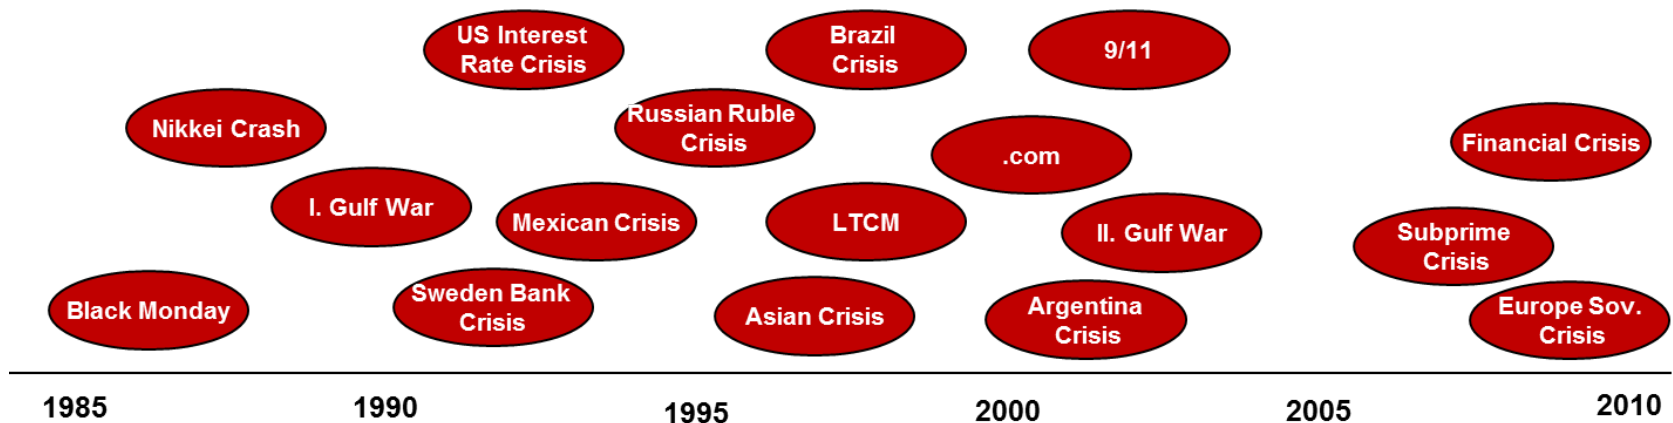 US Interest
Rate Crisis
Brazil
Crisis
9/11
Nikkei Crash
Russian Ruble
Crisis
.com
Financial Crisis
I. Gulf War
Mexican Crisis
LTCM
II. Gulf War
Subprime
Crisis
Black Monday
Sweden Bank
Crisis
Asian Crisis
Argentina
Crisis
Europe Sov.
Crisis
1985
1990
1995
2000
2005
2010